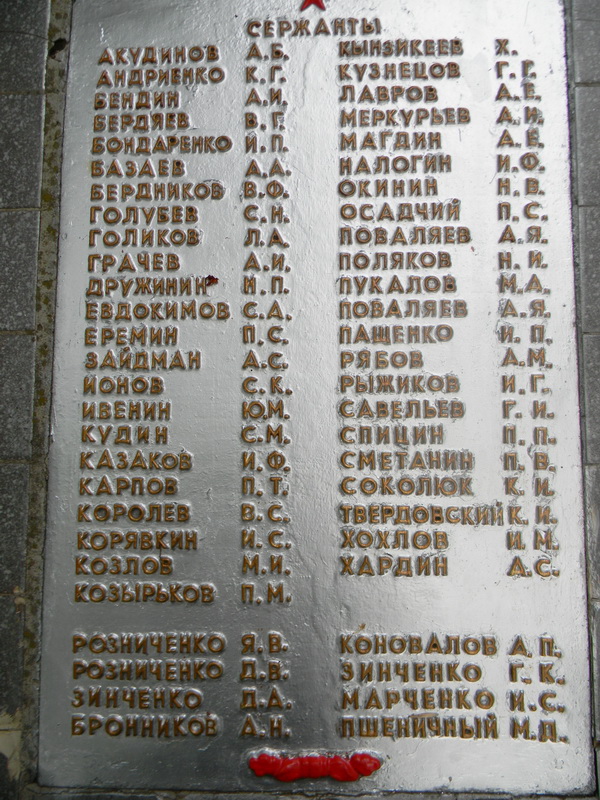 СЕРЖАНТЫ
АКУДИНОВ А.Б.
АНДРИЕНКО К.Г.
БЕНДИН А.И.
БЕРДЯЕВ В.Г.
БОНДАРЕНКО И.П.
БАЗАЕВ А.А.
БЕРДНИКОВ В.Ф.
ГОЛУБЕВ С.Н.
ГОЛИКОВ Л.А.
ГРАЧЕВ А.И.
ДРУЖИНИН Н.П.
ЕВДОКИМОВ С.А.
ЕРЕМИН П.С.
ЗАЙДМАН А.С.
ИОНОВ С.К.
ИВЕНИН Ю.М.
КУДИН С.М.
КАЗАКОВ И.Ф.
КАРПОВ П.Т.
КОРОЛЕВ В.С.
КОРЯВКИН И.С.
КОЗЛОВ М.И.
КОЗЫРЬКОВ П.М.
КЫНЗИКЕЕВ Х.
КУЗНЕЦОВ Г.Г.
ЛАВРОВ А.Е.
МЕРКУРЬЕВ А.И.
МАГДИН А.Е.
НАЛОГИН И.Ф.
ОКИНИН Н.В.
ОСАДЧИЙ П.С.
ПОВАЛЯЕВ А.Я.
ПОЛЯКОВ Н.И.
ПУКАЛОВ М.А.
ПОВАЛЯЕВ А.Я.
ПАЩЕНКО И.П.
РЯБОВ А.М.
РЫЖИКОВ И.Г.
САВЕЛЬЕВ Г.И.
СПИЦИН П.П.
СМЕТАНИН П.В.
СОКОЛЮК К.И.
ТВЕРДОВСКИЙ К.И.
ХОХЛОВ И.М.
ХАРДИН А.С.
РОЗНИЧЕНКО Я.В.
РОЗНИЧЕНКО Д.В.
ЗИНЧЕНКО Д.А.
БРОННИКОВ А.Н.
КОНОВАЛОВ А.П.
ЗИНЧЕНКО Г.К.
МАРЧЕНКО И.С.
ПШЕНИЧНЫЙ М.Д.